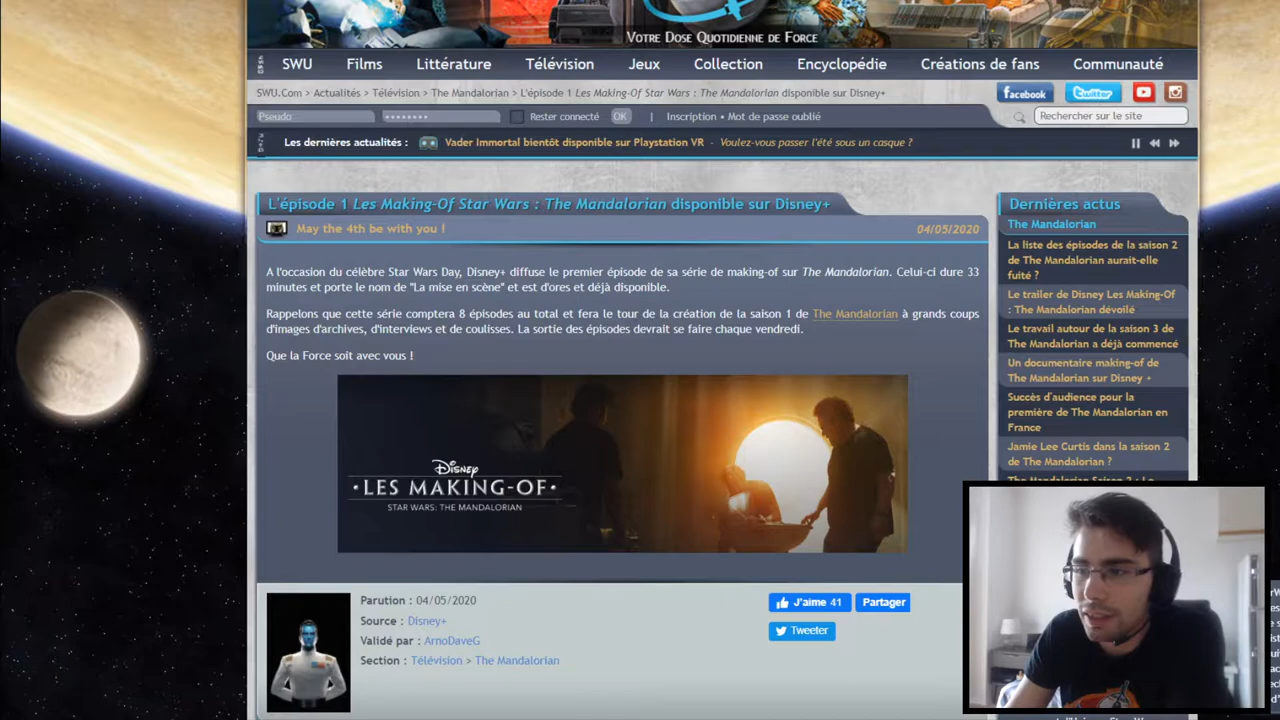 Votre Dose Quotidienne de Force
SWU Films Littérature Télévision Jeux Collection Encyclopédie Créations de fans Communauté
SWU.Com > Actualités > Télévision > The Mandalorian > L'épisode 1 Les Making-Of Star Wars : The Mandalorian disponible sur Disney+
facebook twitter
Pseudo •••••••• Rester connecté OK | Inscription • Mot de passe oublié
Rechercher sur le site
Les dernières actualités : Vader Immortal bientôt disponible sur Playstation VR - Voulez-vous passer l'été sous un casque ?
L'épisode 1 Les Making-Of Star Wars : The Mandalorian disponible sur Disney+
May the 4th be with you !
04/05/2020
A l'occasion du célèbre Star Wars Day, Disney+ diffuse le premier épisode de sa série de making-of sur The Mandalorian. Celui-ci dure 33
minutes et porte le nom de "La mise en scène" et est d'ores et déjà disponible.
Rappelons que cette série comptera 8 épisodes au total et fera le tour de la création de la saison 1 de The Mandalorian à grands coups
d'images d'archives, d'interviews et de coulisses. La sortie des épisodes devrait se faire chaque vendredi.
Que la Force soit avec vous !
Disney
•LES MAKING-OF•
STAR WARS: THE MANDALORIAN
Parution : 04/05/2020
Source : Disney+
Validé par : ArnoDaveG
Section : Télévision > The Mandalorian
J'aime 41 Partager
Tweeter
Dernières actus
The Mandalorian
La liste des épisodes de la saison 2
de The Mandalorian aurait-elle
fuité ?
Le trailer de Disney Les Making-Of
: The Mandalorian dévoilé
Le travail autour de la saison 3 de
The Mandalorian a déjà commencé
Un documentaire making-of de
The Mandalorian sur Disney +
Succès d'audience pour la
première de The Mandalorian en
France
Jamie Lee Curtis dans la saison 2
de The Mandalorian ?
The Mandalorian Saison 2 : Le